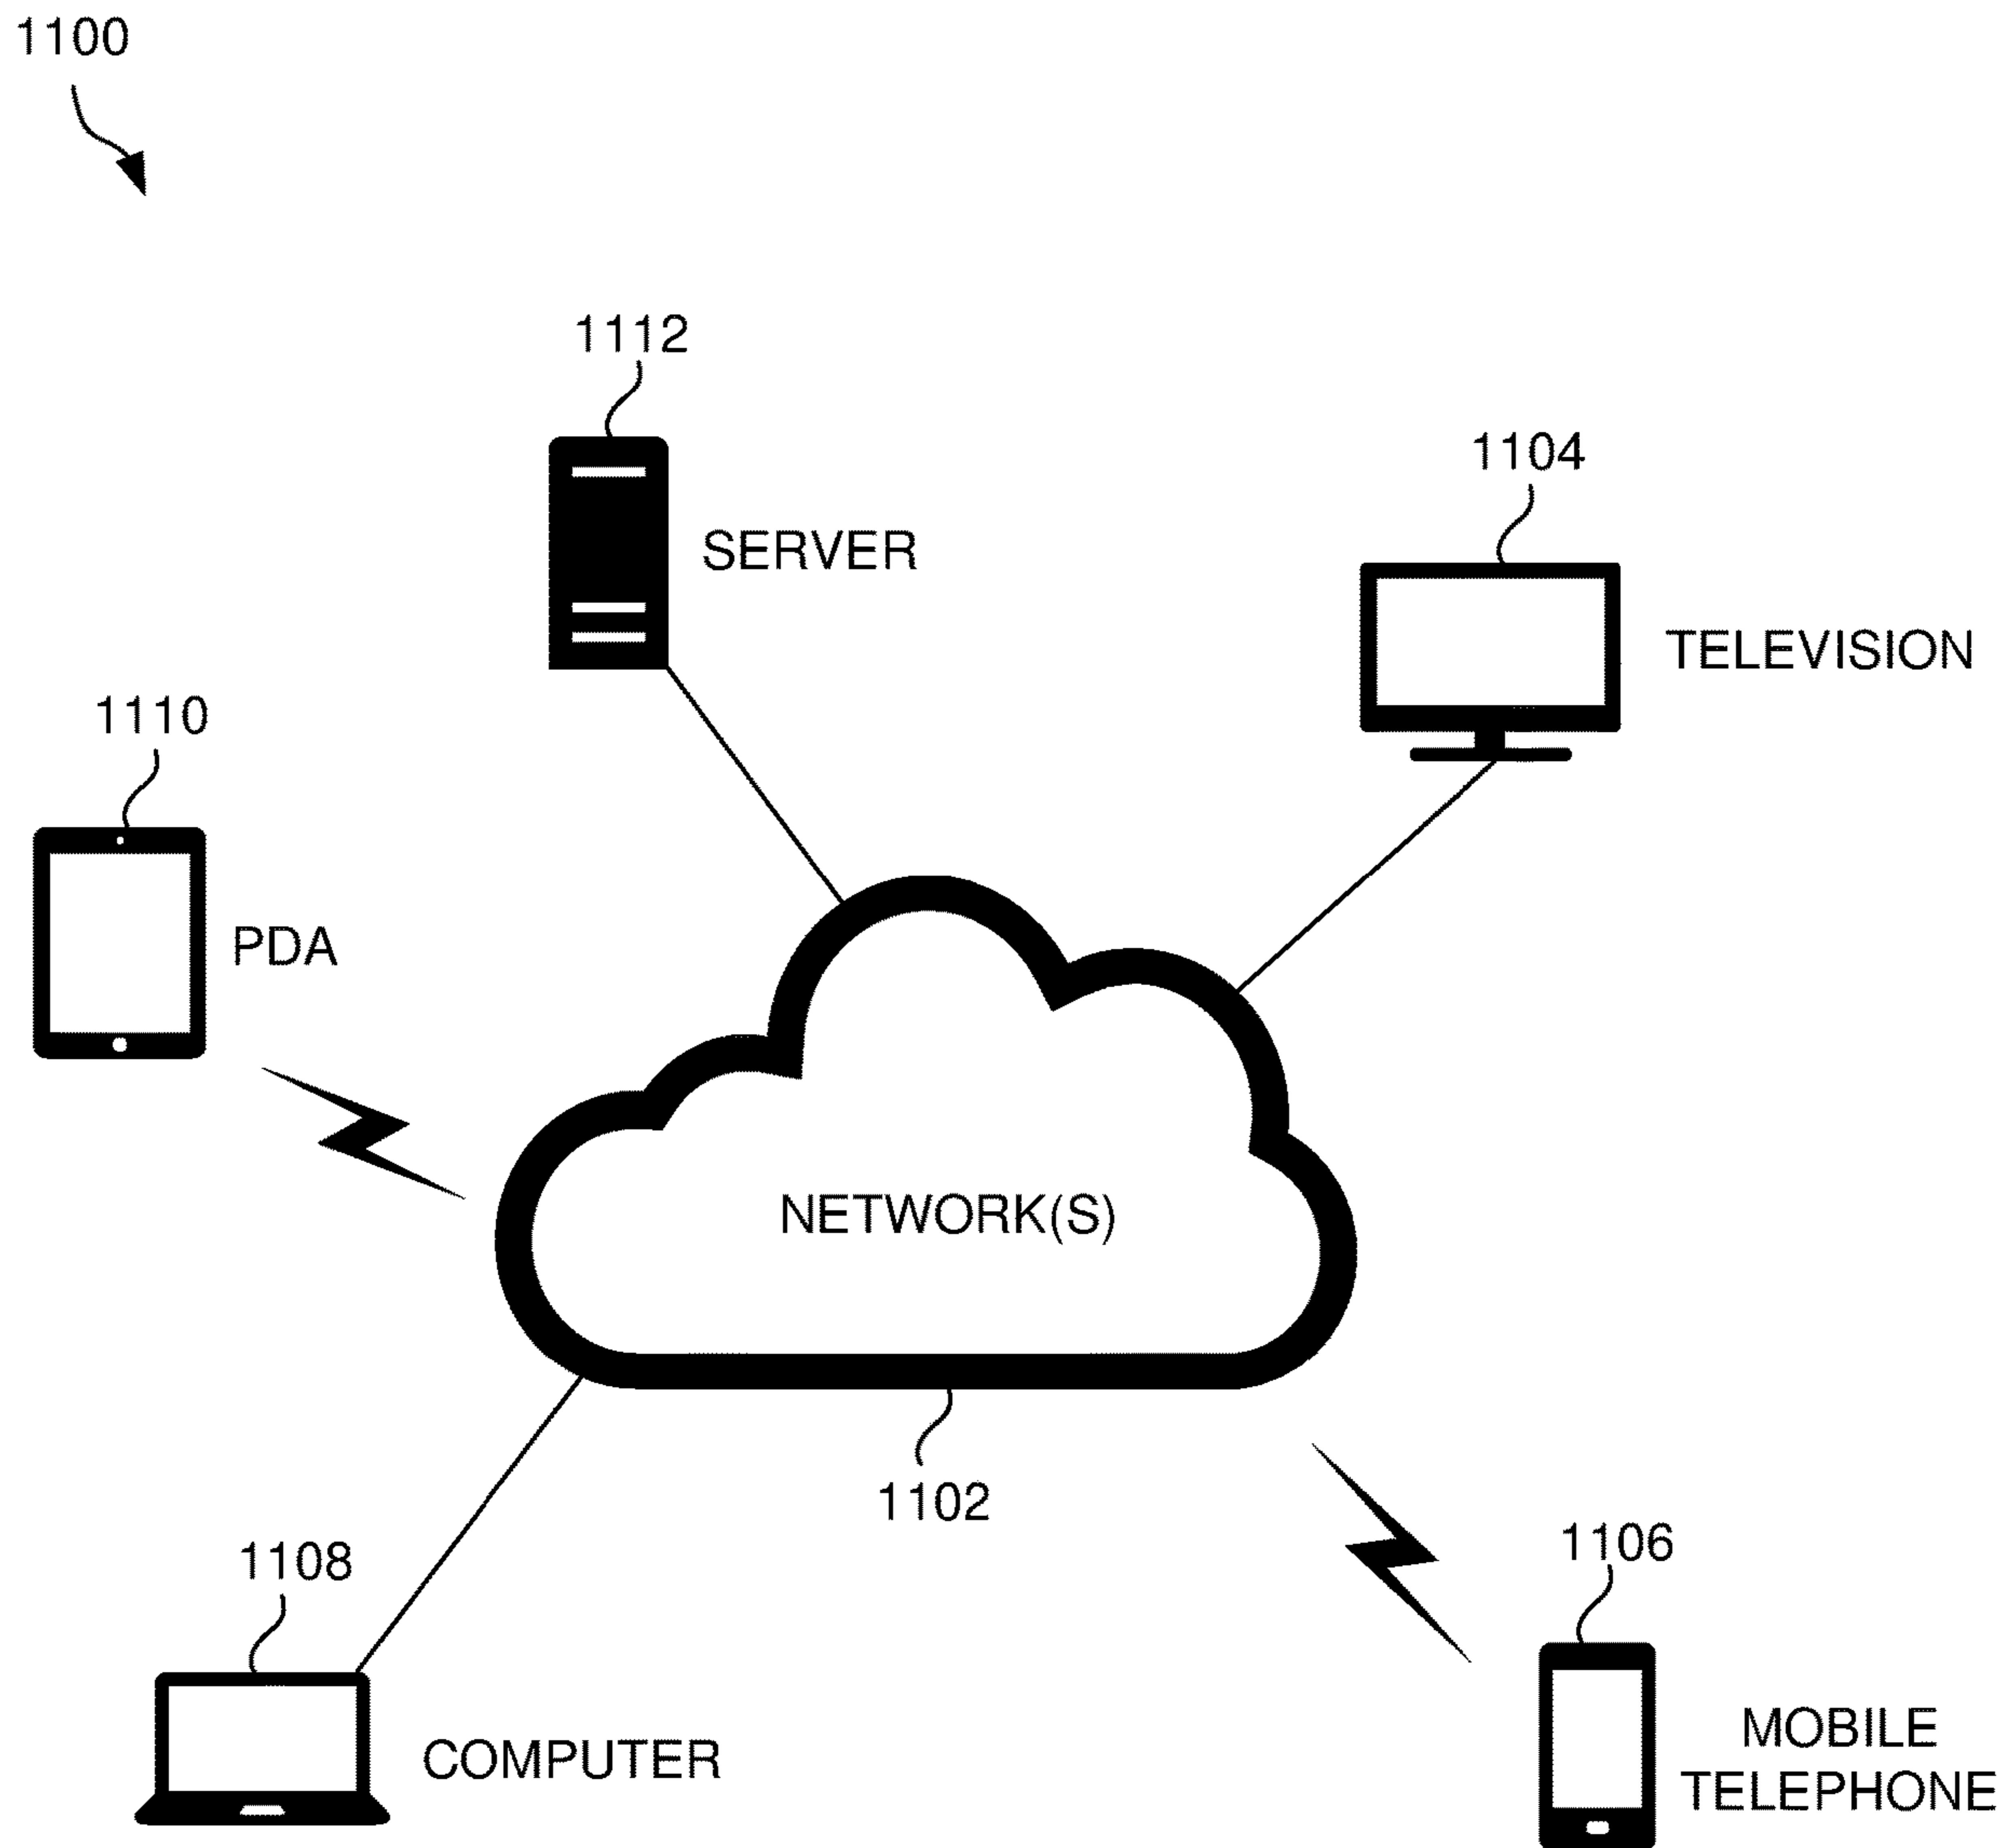 1100
1112
SERVER
1104
TELEVISION
1110
PDA
NETWORK(S)
1102
1108
COMPUTER
1106
MOBILE
TELEPHONE